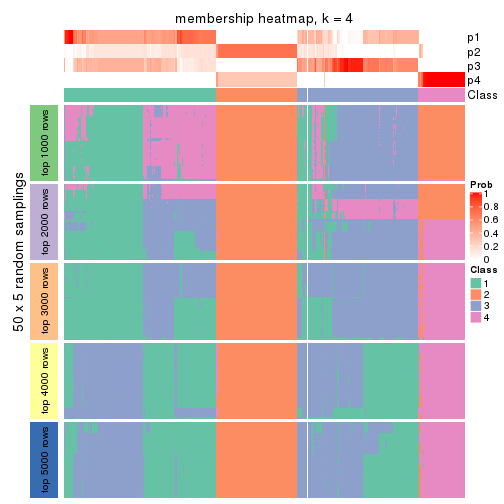 membership heatmap, k = 4
p1
p2
p3
p4
Class
50 x 5 random samplings
top 1000 rows
top 2000 rows
top 3000 rows
top 4000 rows
top 5000 rows
Prob
1
0.8
0.6
0.4
0.2
0
Class
1
2
3
4